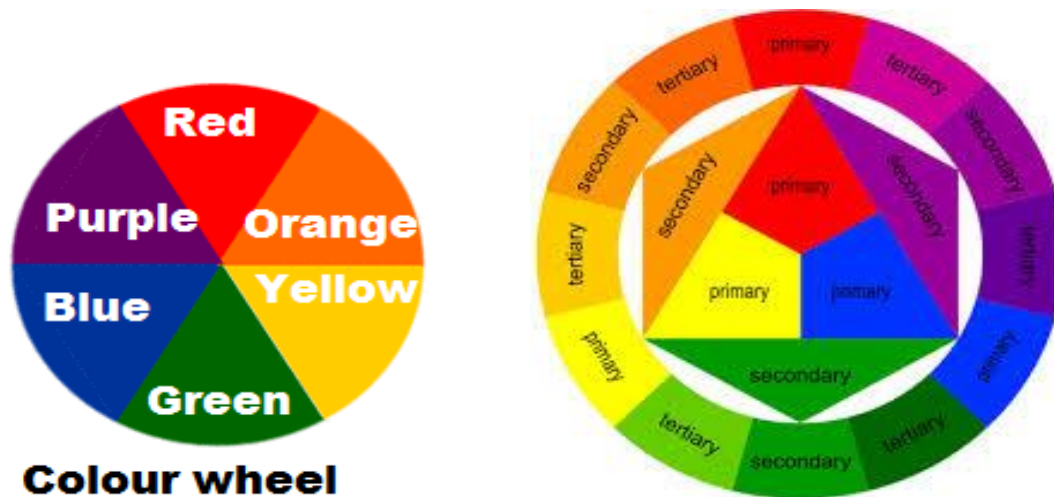 Red
Purple
Orange
Blue
Yellow
Green
Colour wheel
primary
tertiary
secondary
tertiary
primary
tertiary
secondary
tertiary
primary
tertiary
secondary
tertiary
primary
secondary
secondary
primary
primary
secondary